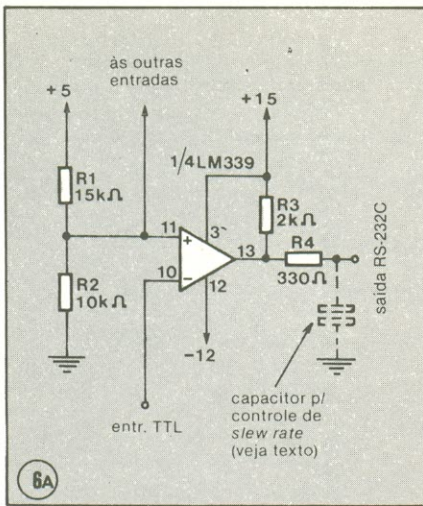 às outras
entradas
+5
+15
1/4LM339
R1
15kΩ
R3
2kΩ
11
+
3
13
R4
330Ω
R2
10kΩ
10
−
12
−12
saída RS-232C
entr. TTL
capacitor p/
controle de
slew rate
(veja texto)
6A